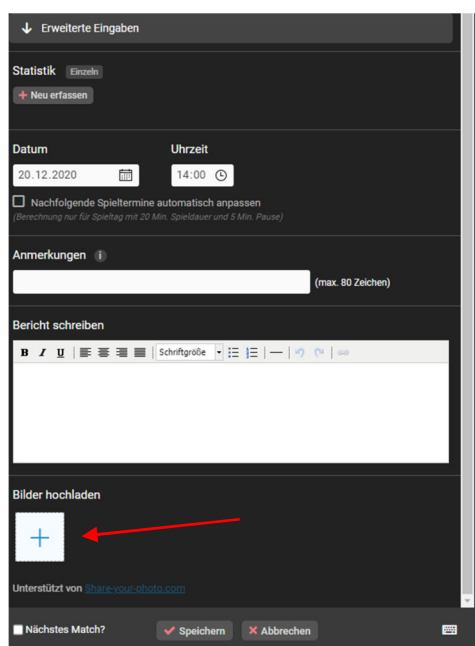 Erweiterte Eingaben
Statistik Einzeln
+ Neu erfassen
Datum Uhrzeit
20.12.2020 14:00
Nachfolgende Spieltermine automatisch anpassen
(Berechnung nur für Spieltag mit 20 Min. Spieldauer und 5 Min. Pause)
Anmerkungen i
(max. 80 Zeichen)
Bericht schreiben
B I U Schriftgröße
Bilder hochladen
Unterstützt von Share-your-photo.com
Nächstes Match? Speichern Abbrechen